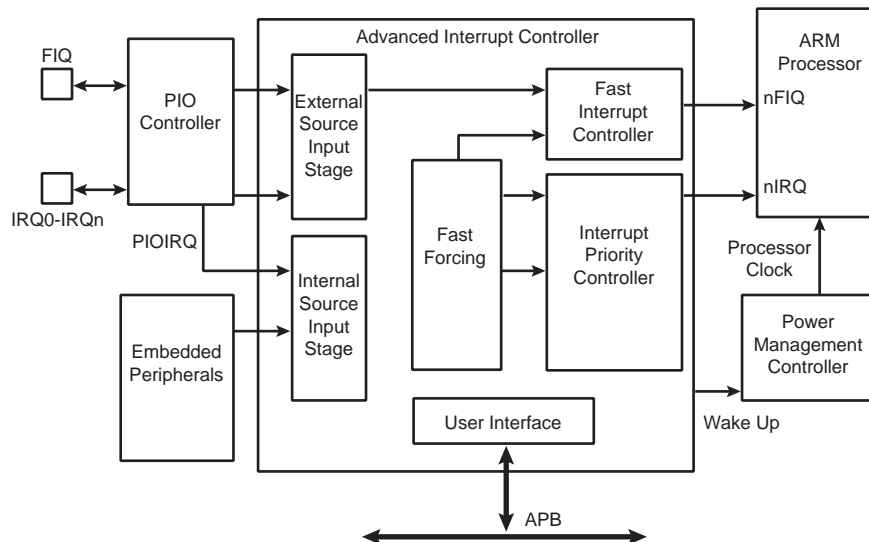 FIQ
IRQ0-IRQn
PIO
Controller
PIOIRQ
Embedded
Peripherals
Advanced Interrupt Controller
External
Source
Input
Stage
Internal
Source
Input
Stage
Fast
Forcing
Fast
Interrupt
Controller
Interrupt
Priority
Controller
User Interface
APB
ARM
Processor
nFIQ
nIRQ
Processor
Clock
Power
Management
Controller
Wake Up